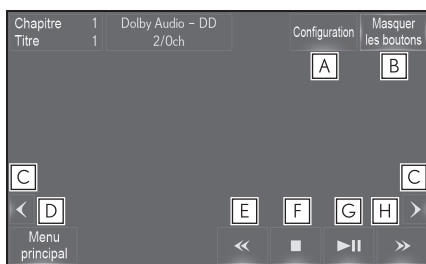 Chapitre 1
Titre 1
Dolby Audio – DD
2/0ch
Configuration
Masquer
les boutons
A
B
C
C
D
E
F
G
H
Menu
principal